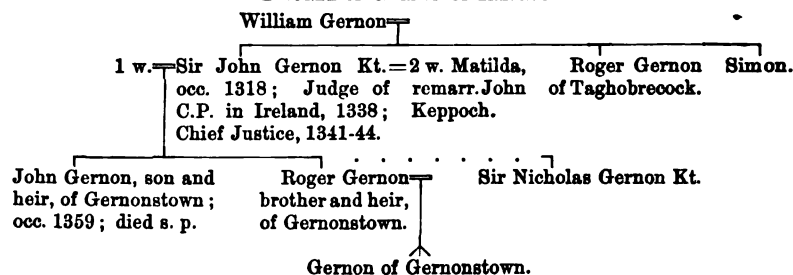 William Gernon
1 w. Sir John Gernon Kt. = 2 w. Matilda, Roger Gernon Simon.
occ. 1318; Judge of remarr. John of Taghobrecock.
C.P. in Ireland, 1338; Keppoch.
Chief Justice, 1341-44.
John Gernon, son and Roger Gernon Sir Nicholas Gernon Kt.
heir, of Gernonstown; brother and heir,
occ. 1359; died s. p. of Gernonstown.
Gernon of Gernonstown.